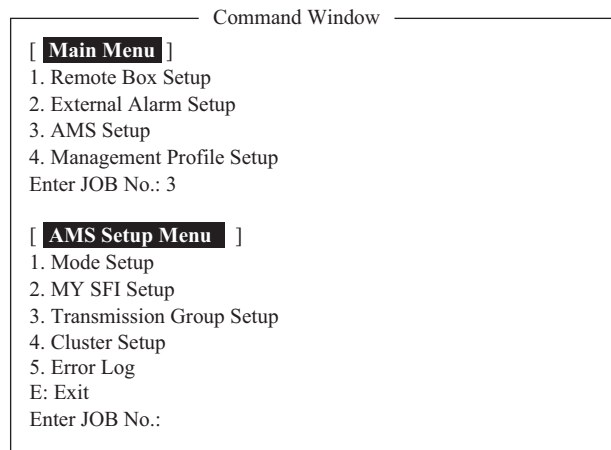 Command Window
[ Main Menu ]
1. Remote Box Setup
2. External Alarm Setup
3. AMS Setup
4. Management Profile Setup
Enter JOB No.: 3
[ AMS Setup Menu ]
1. Mode Setup
2. MY SFI Setup
3. Transmission Group Setup
4. Cluster Setup
5. Error Log
E: Exit
Enter JOB No.: